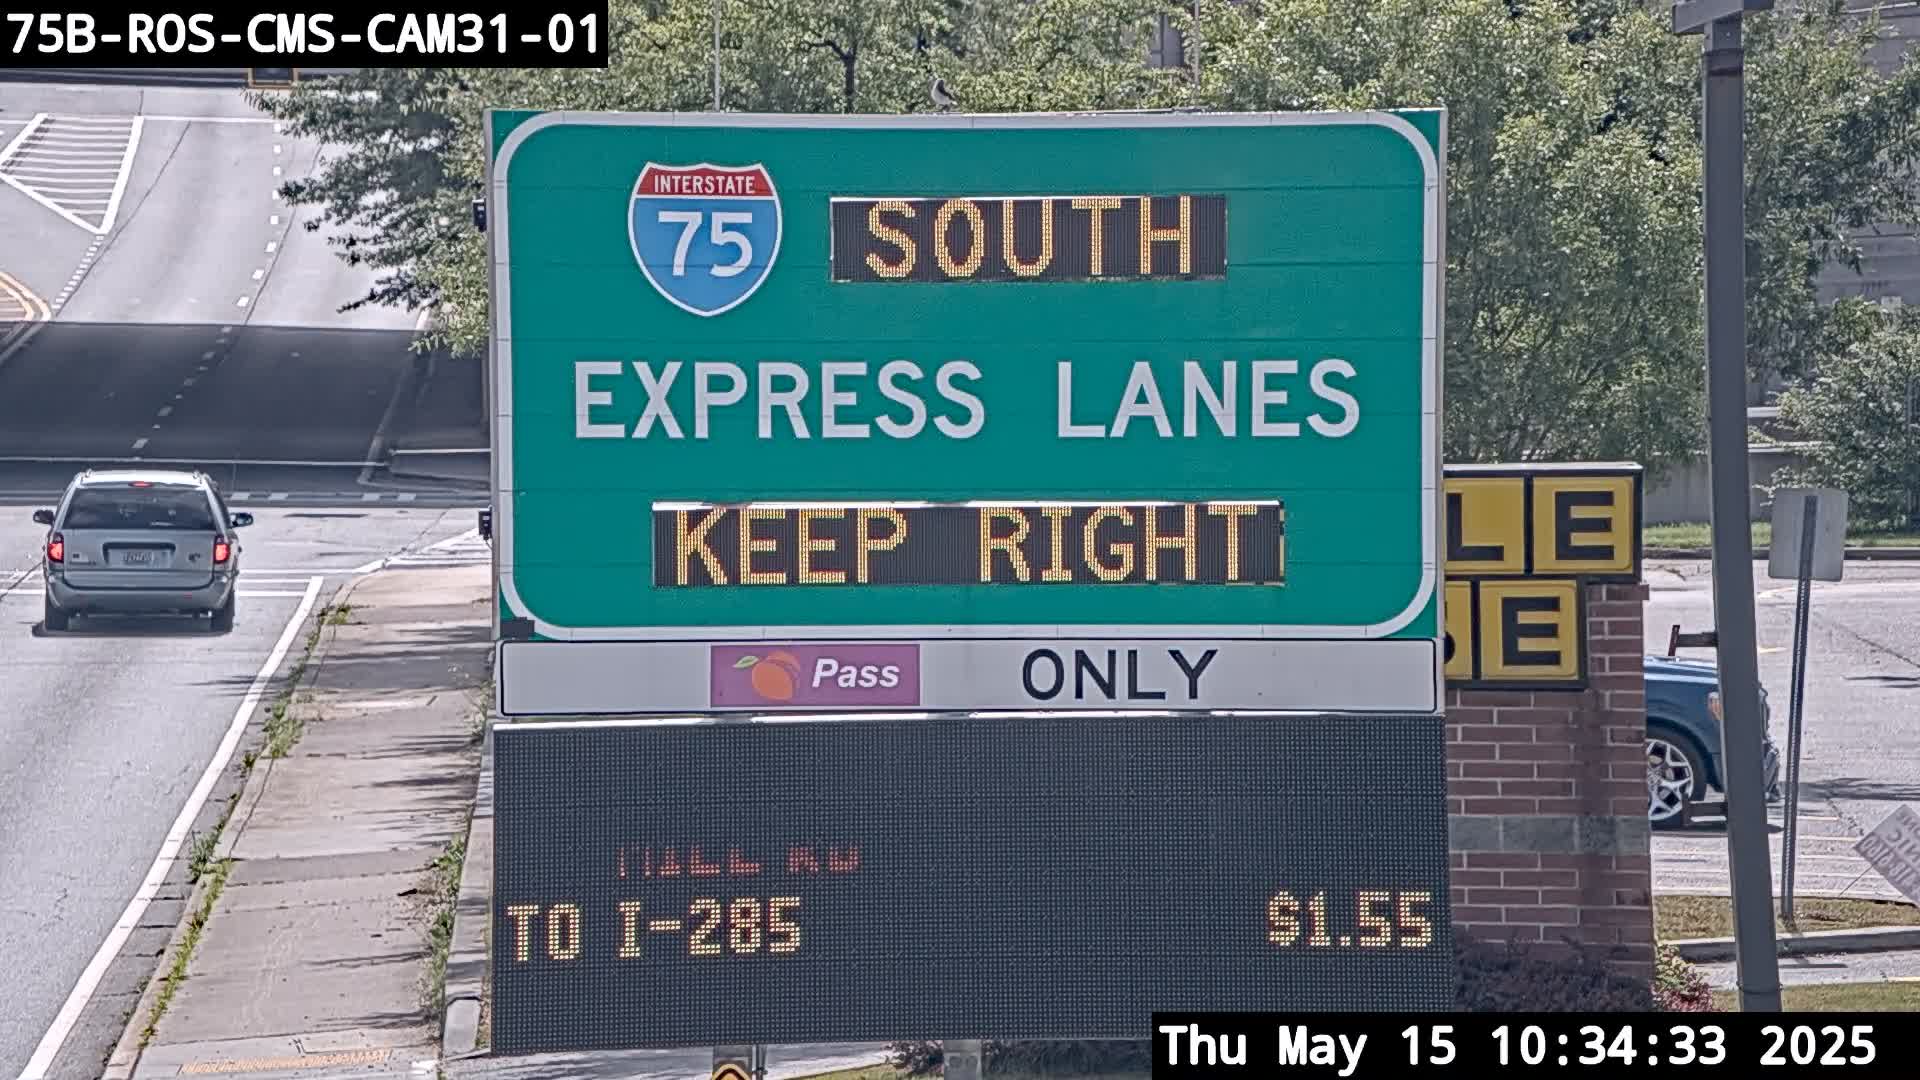 75B-ROS-CMS-CAM31-01
INTERSTATE
75
SOUTH
EXPRESS LANES
KEEP RIGHT
Pass ONLY
TO I-285 $1.55
LE
E
Thu May 15 10:34:33 2025